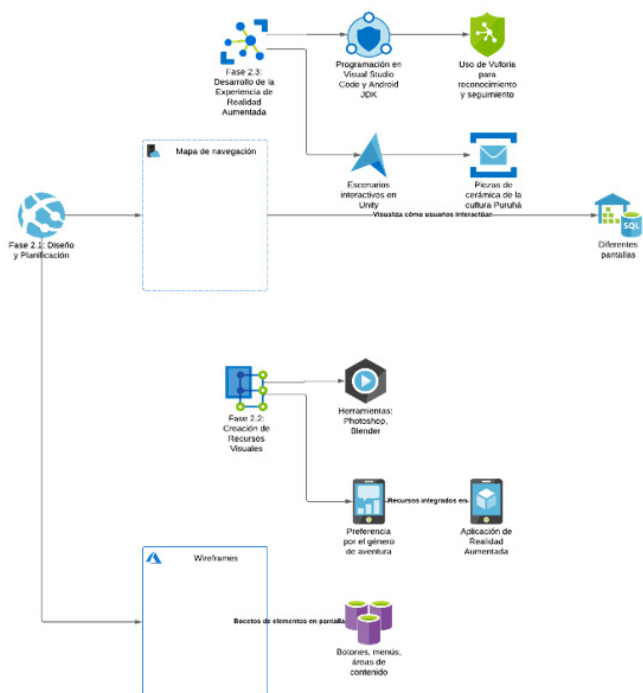 Fase 2.3:
Desarrollo de la
Experiencia de
Realidad
Aumentada
Programación en
Visual Studio
Code y Android
JDK
Uso de Vuforia
para
reconocimiento
y seguimiento
Mapa de navegación
Escenarios
interactivos en
Unity
Piezas de
cerámica de la
cultura Puruhá
Visualiza cómo usuarios interactúan
Fase 2.1: Diseño
y Planificación
SQL
Diferentes
pantallas
Fase 2.2:
Creación de
Recursos
Visuales
Herramientas:
Photoshop,
Blender
Preferencia
por el género
de aventura
Recursos integrados en
Aplicación de
Realidad
Aumentada
Wireframes
Bocetos de elementos en pantalla
Botones, menús,
áreas de
contenido